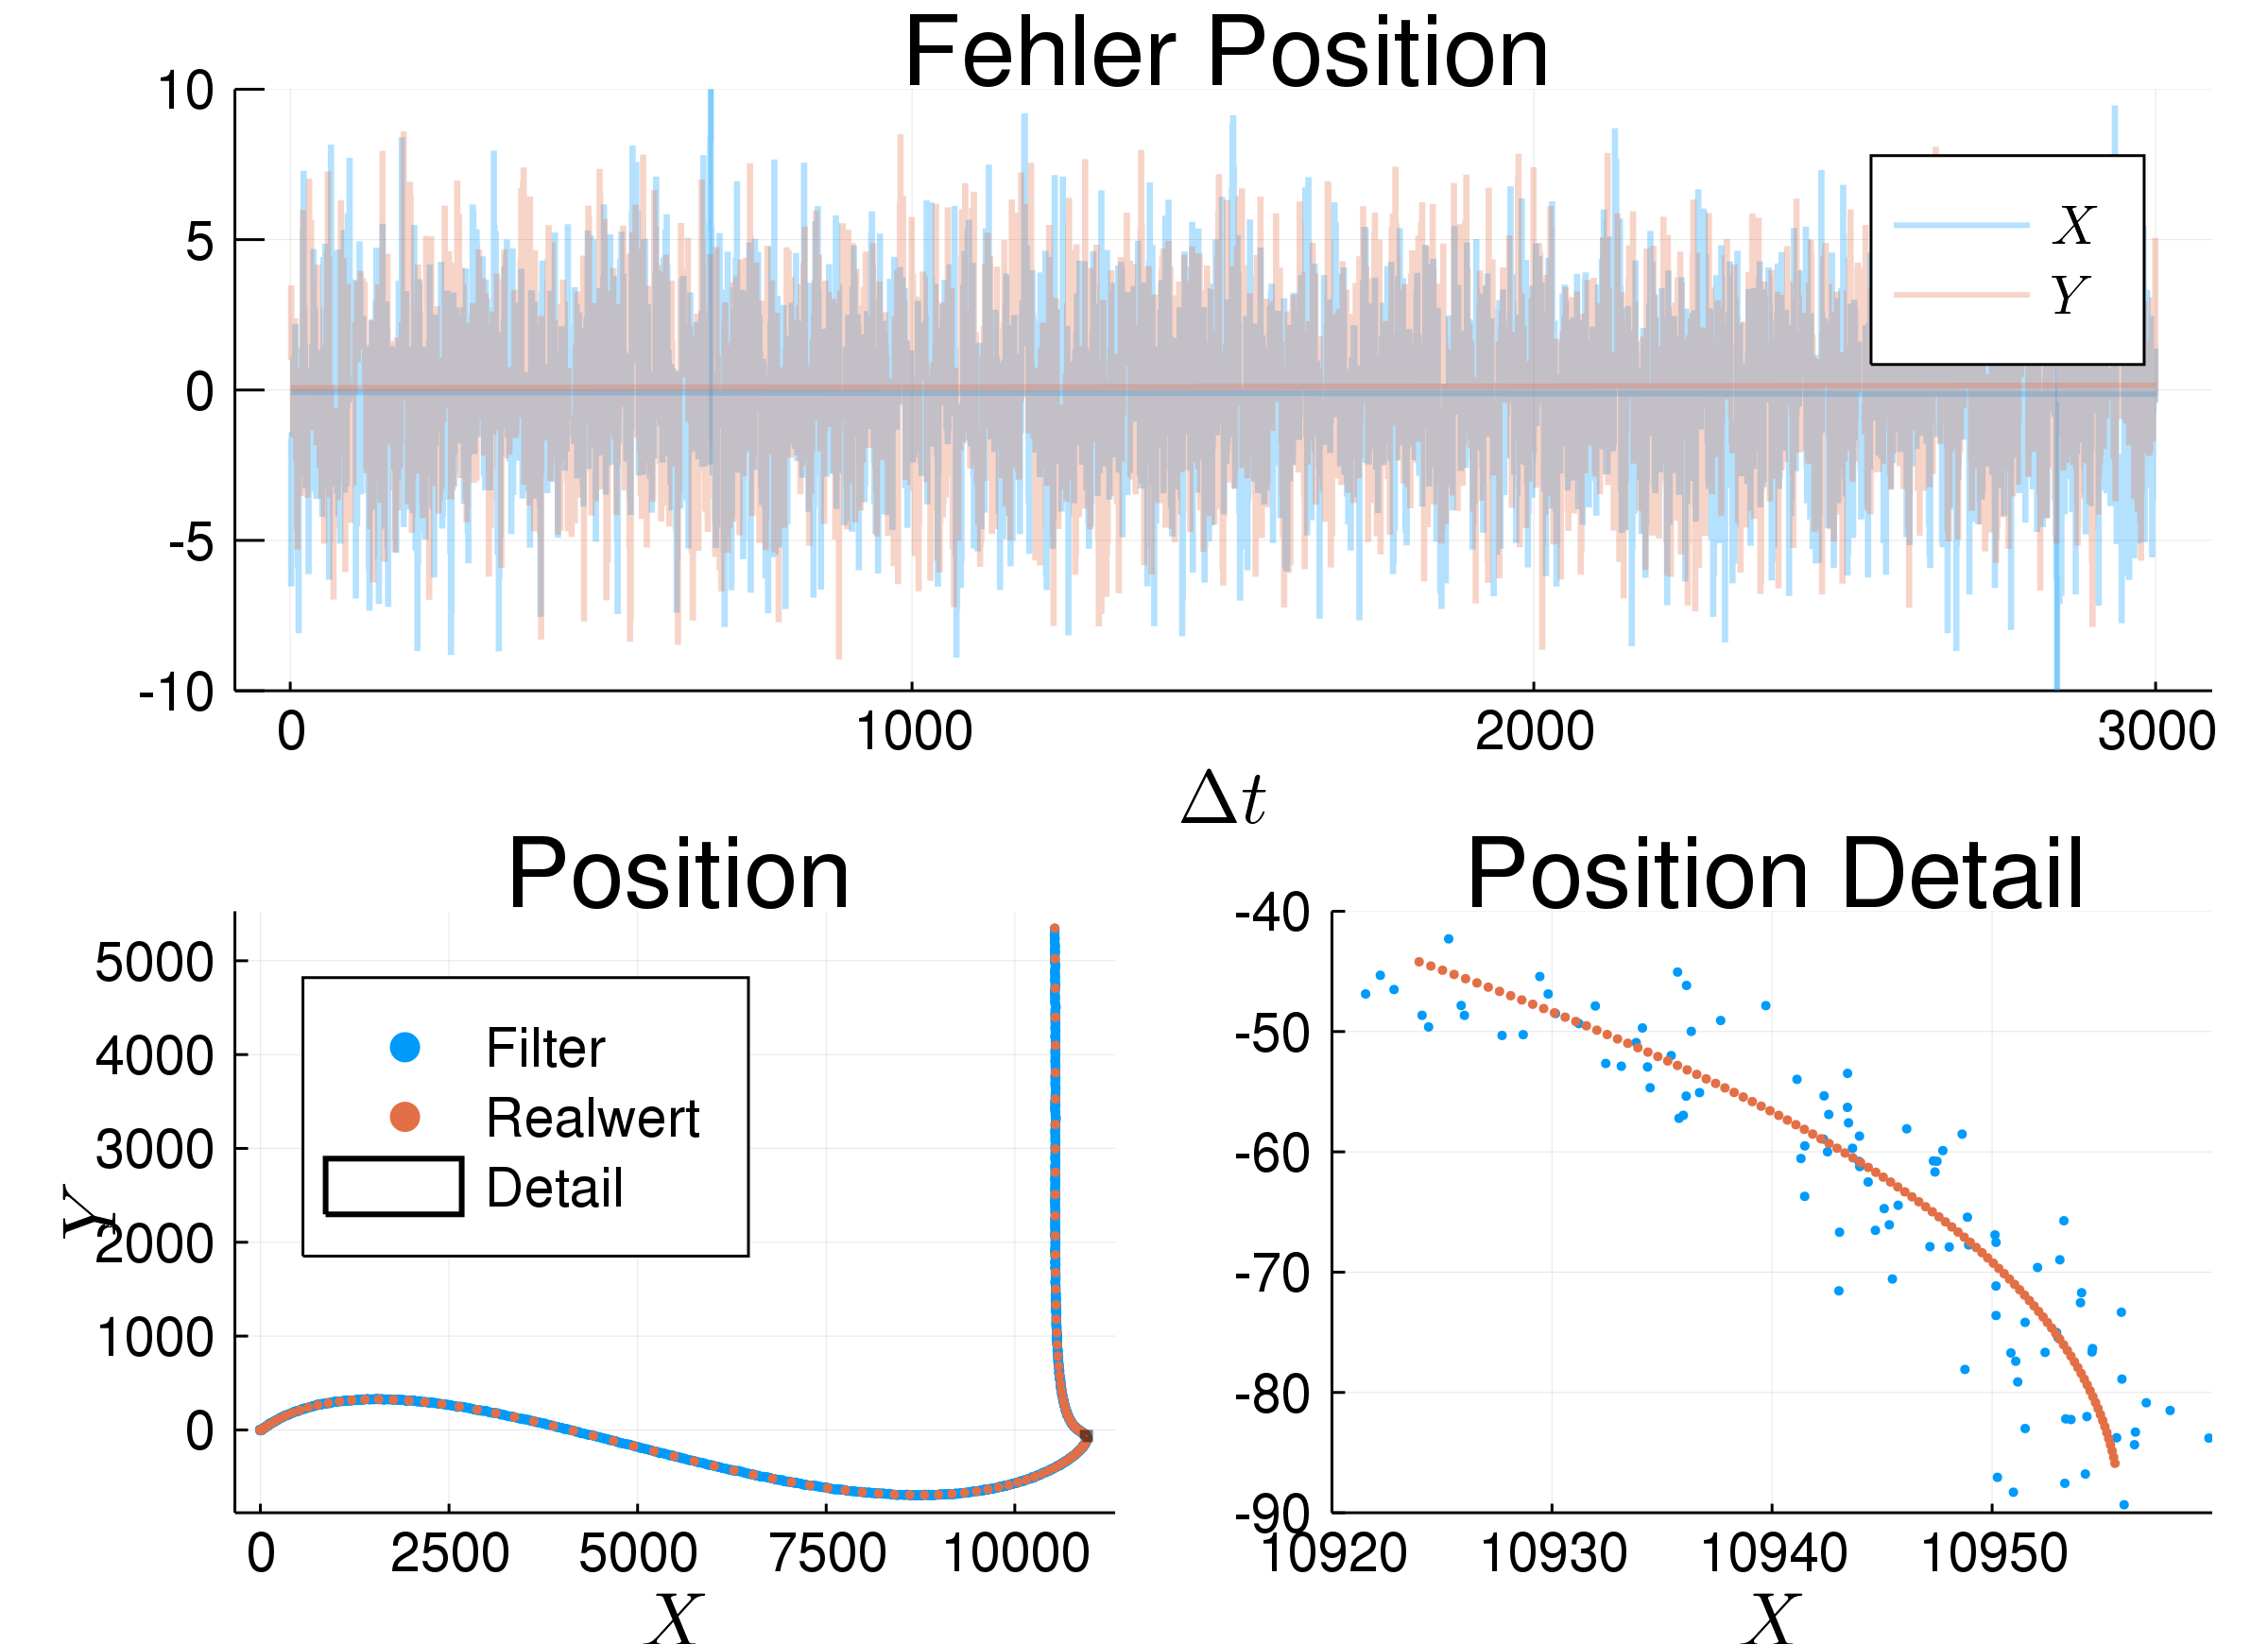 Fehler Position
10
5
0
-5
-10
X
Y
0 1000 2000 3000
Δt
Position
5000
4000
3000
2000
1000
0
Y
Filter
Realwert
Detail
0 2500 5000 7500 10000
X
Position Detail
-40
-50
-60
-70
-80
-90
10920 10930 10940 10950
X